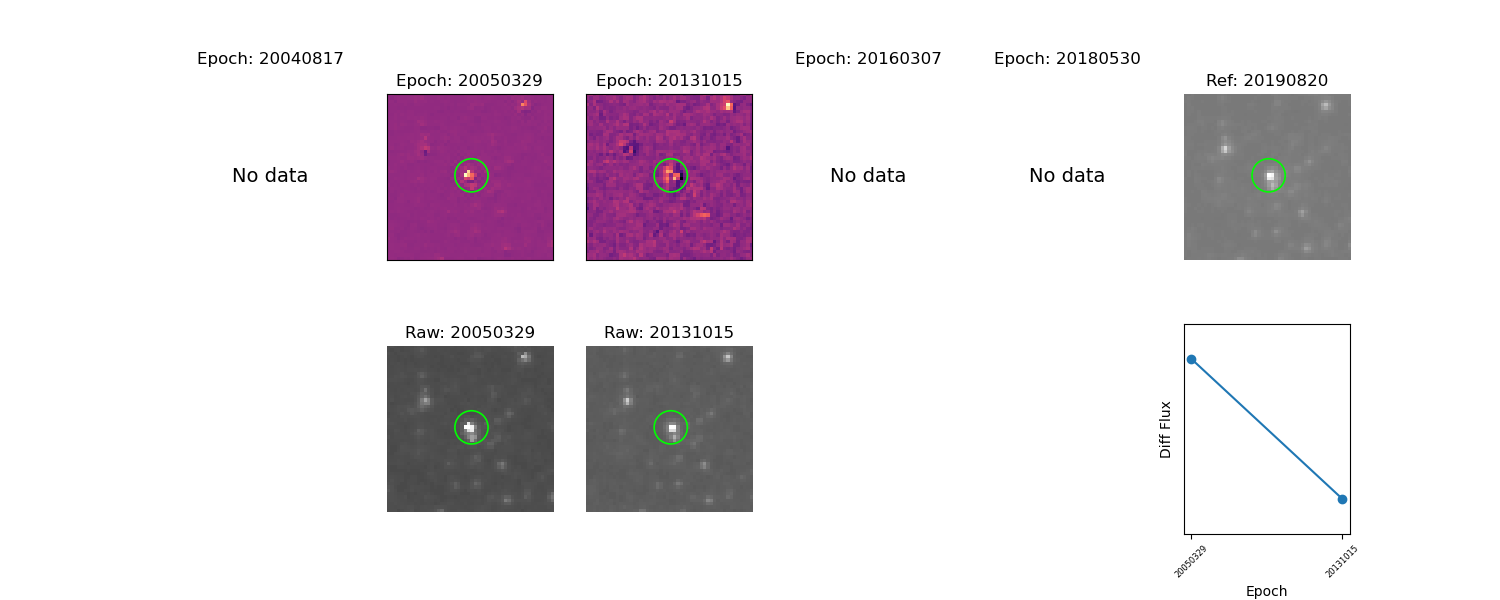 Epoch: 20040817
Epoch: 20050329
Epoch: 20131015
Epoch: 20160307
Epoch: 20180530
Ref: 20190820
No data
No data
No data
Raw: 20050329
Raw: 20131015
Diff Flux
20050329
20131015
Epoch